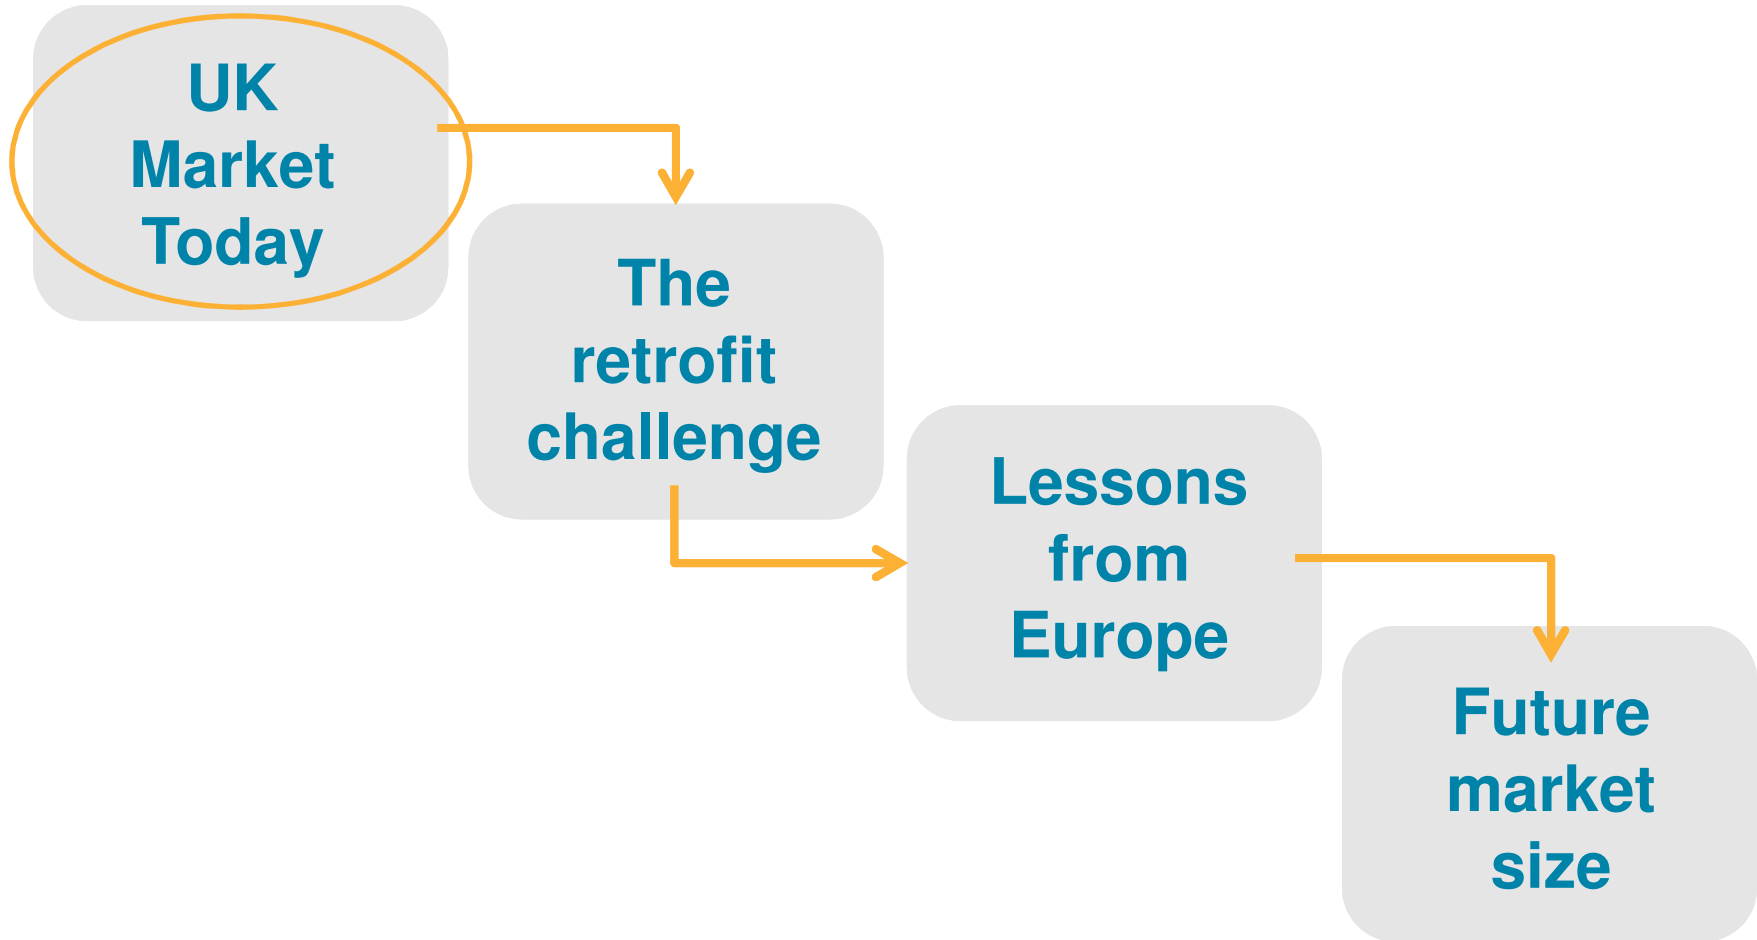 UK
Market
Today
The
retrofit
challenge
Lessons
from
Europe
Future
market
size